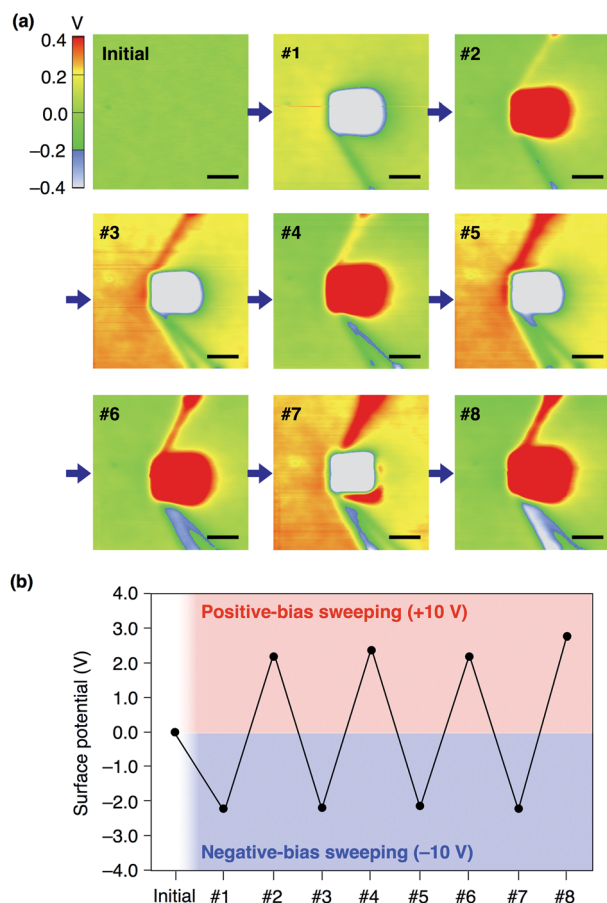 (a)
V
0.4
0.2
0.0
–0.2
–0.4
Initial
#1
#2
#3
#4
#5
#6
#7
#8
(b)
Surface potential (V)
4.0
3.0
2.0
1.0
0.0
–1.0
–2.0
–3.0
–4.0
Positive-bias sweeping (+10 V)
Negative-bias sweeping (–10 V)
Initial #1 #2 #3 #4 #5 #6 #7 #8